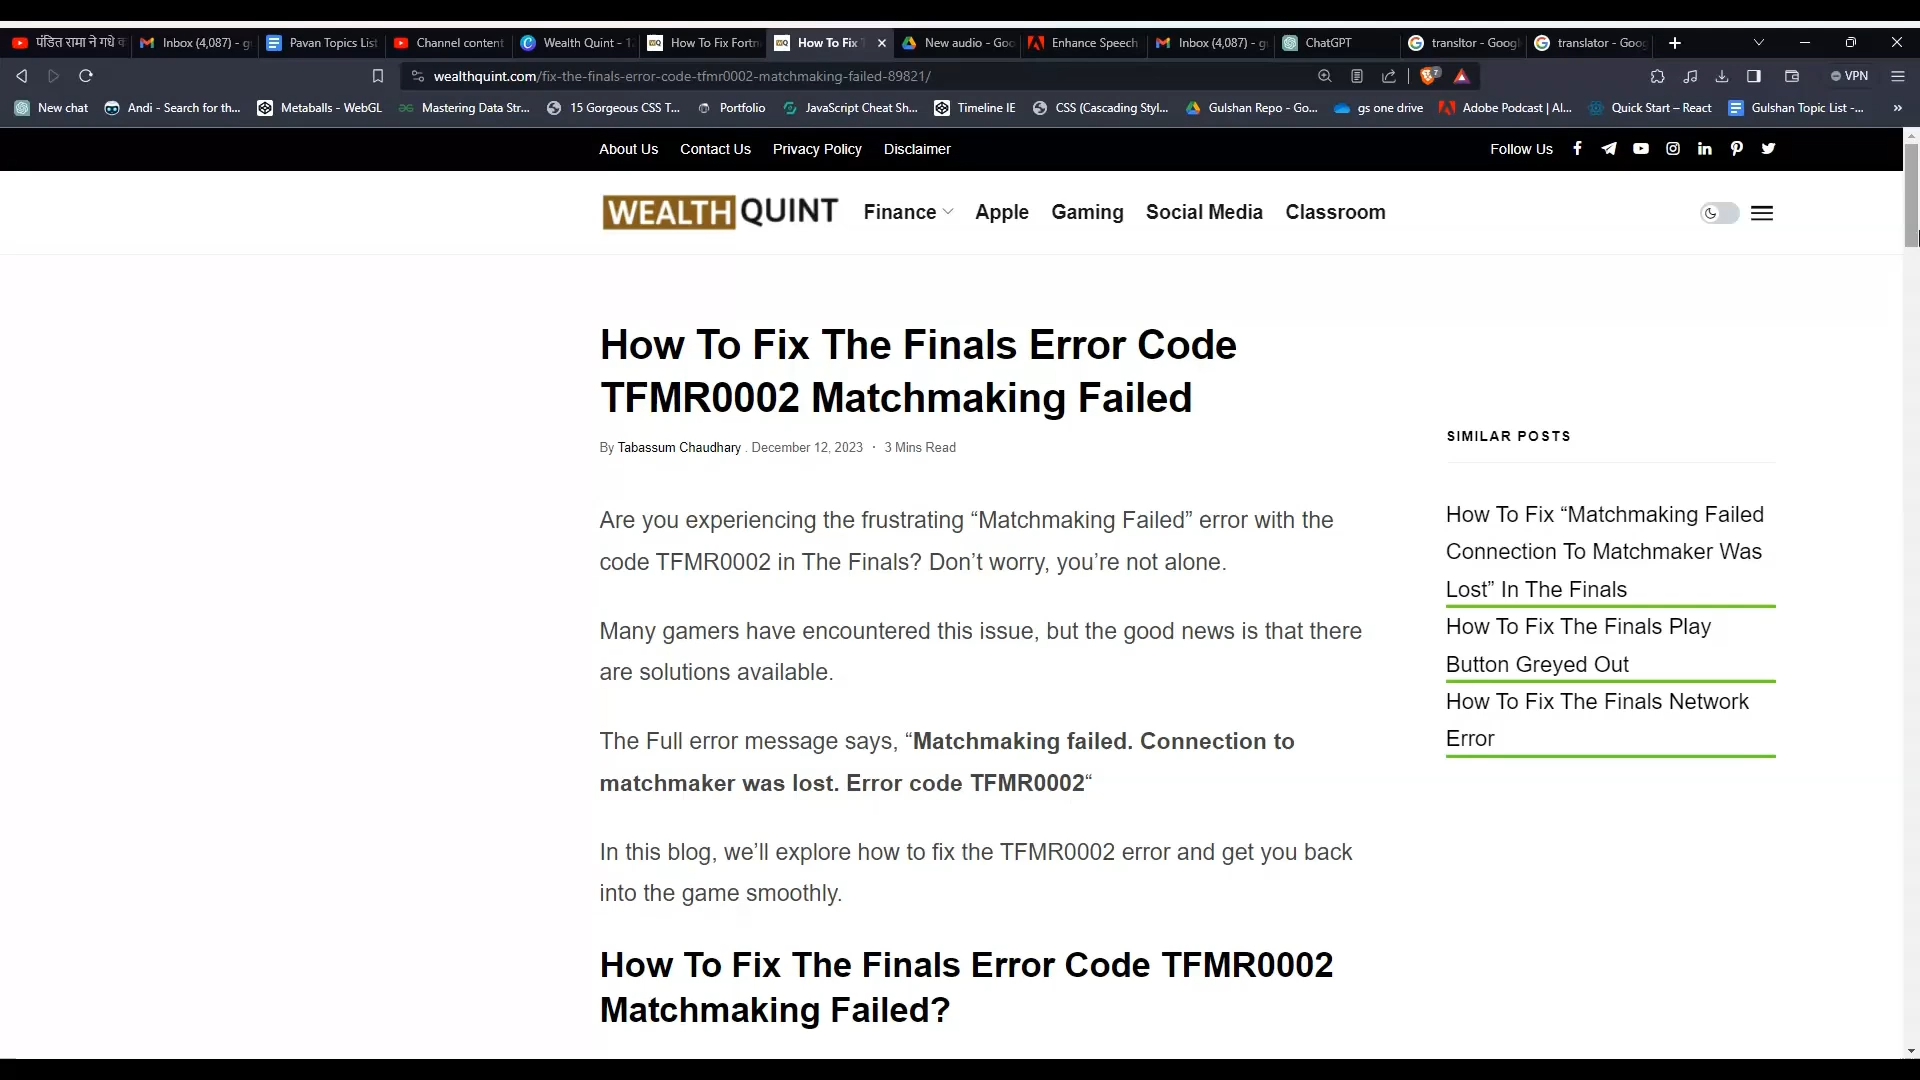 पंडित रामा ने गधे क
Inbox (4,087) - g
Pavan Topics List
Channel content
Wealth Quint - 1
How To Fix Fortn
How To Fix
New audio - Goo
Enhance Speech
Inbox (4,087) - g
ChatGPT
transltor - Googl
translator - Goog
wealthquint.com/fix-the-finals-error-code-tfmr0002-matchmaking-failed-89821/
VPN
New chat
Andi - Search for th...
Metaballs - WebGL
Mastering Data Str...
15 Gorgeous CSS T...
Portfolio
JavaScript Cheat Sh...
Timeline IE
CSS (Cascading Styl...
Gulshan Repo - Go...
gs one drive
Adobe Podcast | Al...
Quick Start – React
Gulshan Topic List -...
About Us Contact Us Privacy Policy Disclaimer
Follow Us
WEALTH QUINT
Finance Apple Gaming Social Media Classroom
How To Fix The Finals Error Code
TFMR0002 Matchmaking Failed
By Tabassum Chaudhary . December 12, 2023 · 3 Mins Read
Are you experiencing the frustrating “Matchmaking Failed” error with the
code TFMR0002 in The Finals? Don’t worry, you’re not alone.
Many gamers have encountered this issue, but the good news is that there
are solutions available.
The Full error message says, “Matchmaking failed. Connection to
matchmaker was lost. Error code TFMR0002“
In this blog, we’ll explore how to fix the TFMR0002 error and get you back
into the game smoothly.
How To Fix The Finals Error Code TFMR0002
Matchmaking Failed?
SIMILAR POSTS
How To Fix “Matchmaking Failed
Connection To Matchmaker Was
Lost” In The Finals
How To Fix The Finals Play
Button Greyed Out
How To Fix The Finals Network
Error